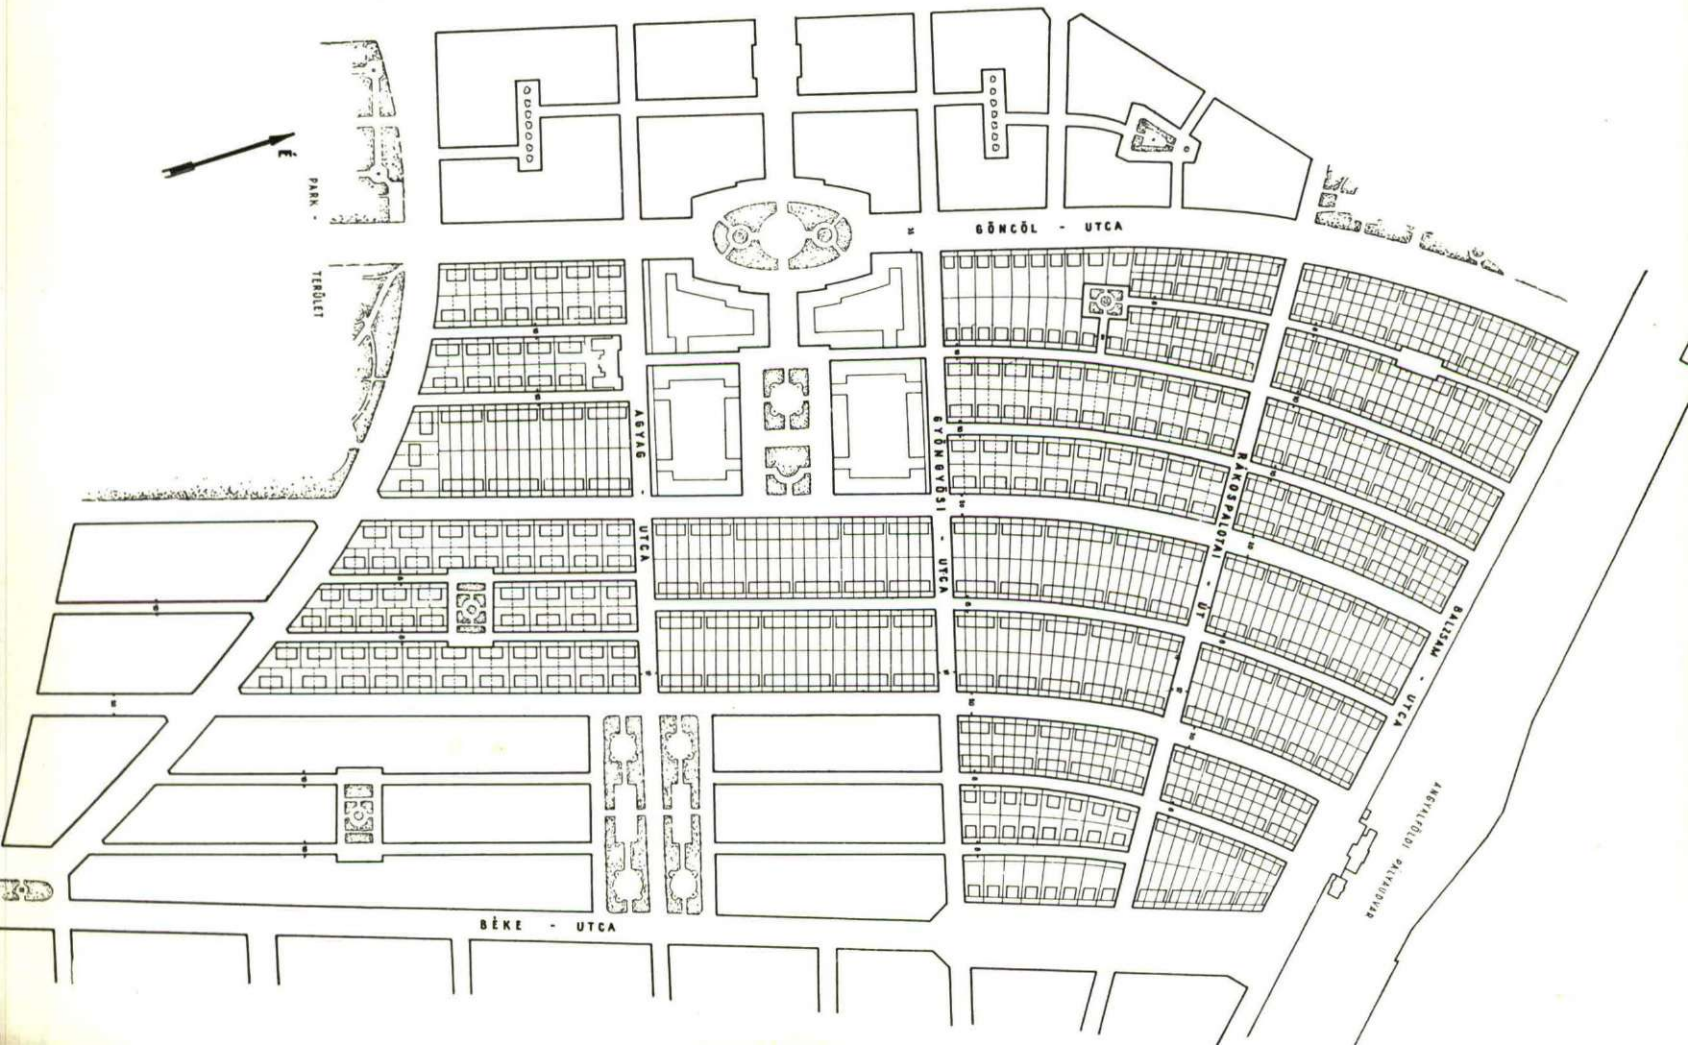 É
PARK -
TERÜLET
GÖNCÖL - UTCA
AGYAG - UTCA
GYÖNGYÖSI - UTCA
RÁKOSPALOTAI - ÚT
BALZSAM - UTCA
ANGYALFÖLDI PÁLYAUDVAR
BÉKE - UTCA